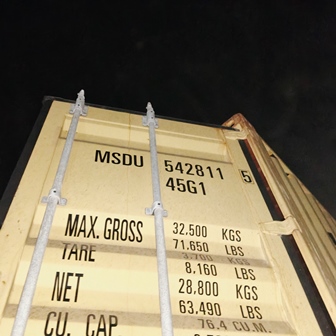 MSDU 542811 5
45G1
MAX. GROSS 32.500 KGS
71.650 LBS
TARE 3.700 KGS
8,160 LBS
NET 28,800 KGS
63,490 LBS
CU. CAP 76.4 CU.M.